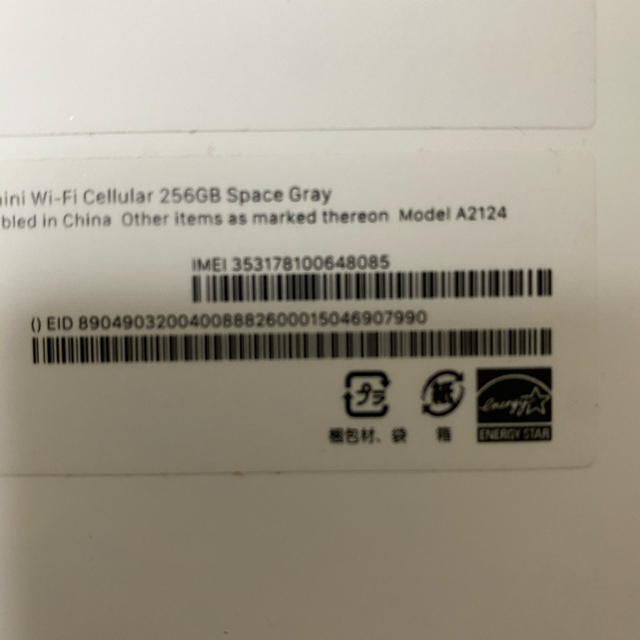 ini Wi-Fi Cellular 256GB Space Gray
bled in China Other items as marked thereon Model A2124
IMEI 353178100648085
() EID 89049032004008882600015046907990
プラ
紙
energy
梱包材、袋
箱
ENERGY STAR